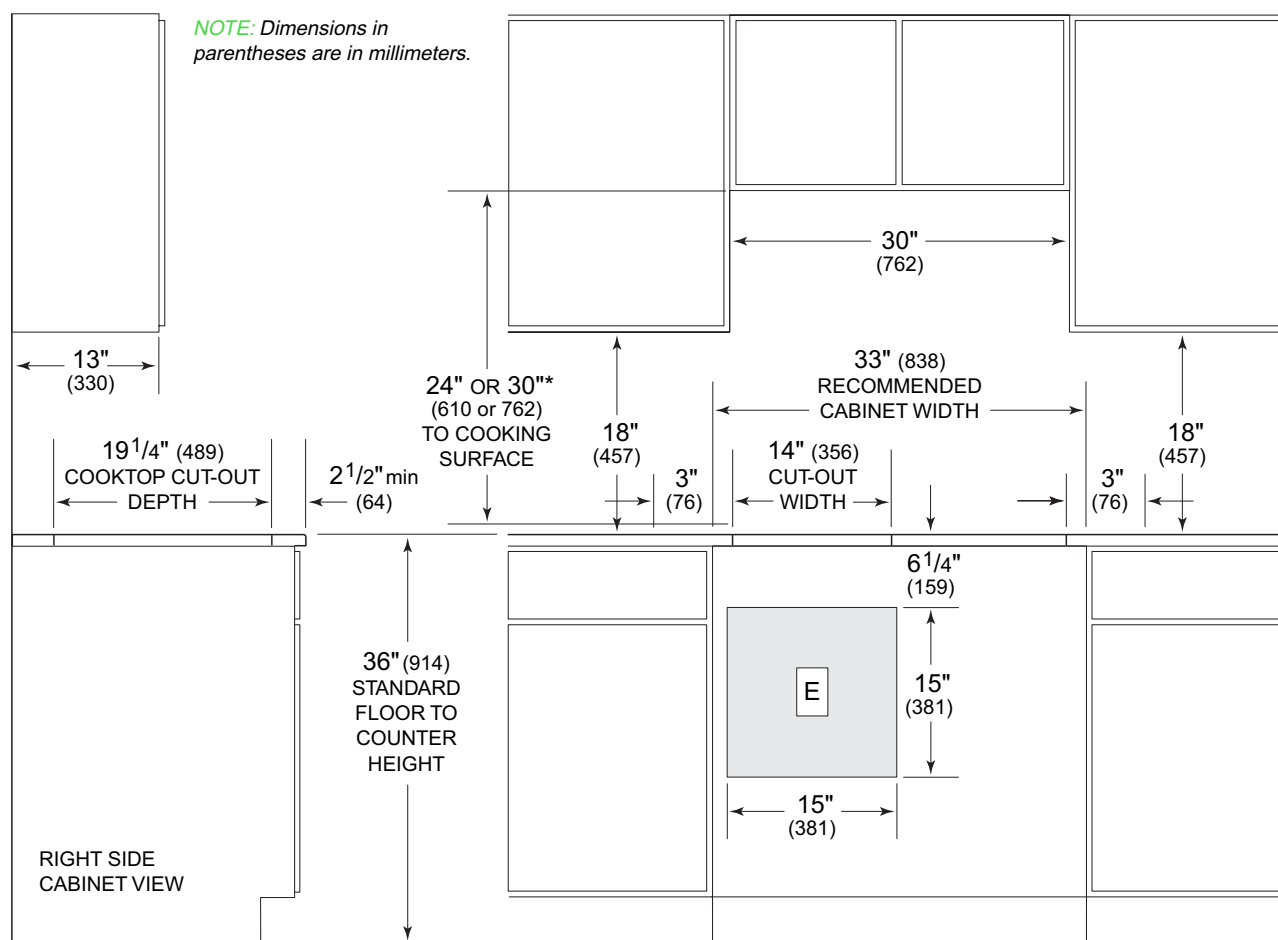 NOTE: Dimensions in
parentheses are in millimeters.
30"
(762)
13"
(330)
24" OR 30"*
(610 or 762)
TO COOKING
SURFACE
33" (838)
RECOMMENDED
CABINET WIDTH
18"
(457)
18"
(457)
19 1/4" (489)
COOKTOP CUT-OUT
DEPTH
2 1/2" min
(64)
3"
(76)
14" (356)
CUT-OUT
WIDTH
3"
(76)
6 1/4"
(159)
36" (914)
STANDARD
FLOOR TO
COUNTER
HEIGHT
E
15"
(381)
15"
(381)
RIGHT SIDE
CABINET VIEW